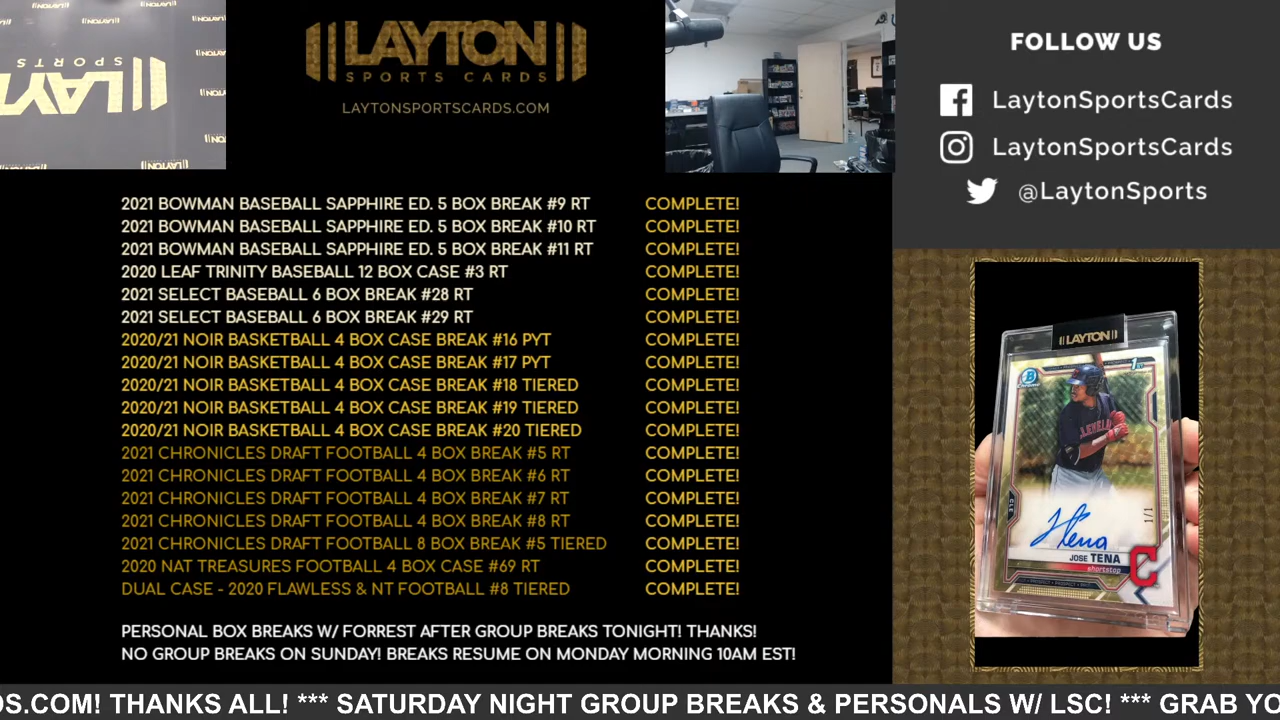 LAYTON
SPORTS CARDS
LAYTONSPORTSCARDS.COM
FOLLOW US
LaytonSportsCards
LaytonSportsCards
@LaytonSports
2021 BOWMAN BASEBALL SAPPHIRE ED. 5 BOX BREAK #9 RT COMPLETE!
2021 BOWMAN BASEBALL SAPPHIRE ED. 5 BOX BREAK #10 RT COMPLETE!
2021 BOWMAN BASEBALL SAPPHIRE ED. 5 BOX BREAK #11 RT COMPLETE!
2020 LEAF TRINITY BASEBALL 12 BOX CASE #3 RT COMPLETE!
2021 SELECT BASEBALL 6 BOX BREAK #28 RT COMPLETE!
2021 SELECT BASEBALL 6 BOX BREAK #29 RT COMPLETE!
2020/21 NOIR BASKETBALL 4 BOX CASE BREAK #16 PYT COMPLETE!
2020/21 NOIR BASKETBALL 4 BOX CASE BREAK #17 PYT COMPLETE!
2020/21 NOIR BASKETBALL 4 BOX CASE BREAK #18 TIERED COMPLETE!
2020/21 NOIR BASKETBALL 4 BOX CASE BREAK #19 TIERED COMPLETE!
2020/21 NOIR BASKETBALL 4 BOX CASE BREAK #20 TIERED COMPLETE!
2021 CHRONICLES DRAFT FOOTBALL 4 BOX BREAK #5 RT COMPLETE!
2021 CHRONICLES DRAFT FOOTBALL 4 BOX BREAK #6 RT COMPLETE!
2021 CHRONICLES DRAFT FOOTBALL 4 BOX BREAK #7 RT COMPLETE!
2021 CHRONICLES DRAFT FOOTBALL 4 BOX BREAK #8 RT COMPLETE!
2021 CHRONICLES DRAFT FOOTBALL 8 BOX BREAK #5 TIERED COMPLETE!
2020 NAT TREASURES FOOTBALL 4 BOX CASE #69 RT COMPLETE!
DUAL CASE - 2020 FLAWLESS & NT FOOTBALL #8 TIERED COMPLETE!
PERSONAL BOX BREAKS W/ FORREST AFTER GROUP BREAKS TONIGHT! THANKS!
NO GROUP BREAKS ON SUNDAY! BREAKS RESUME ON MONDAY MORNING 10AM EST!
LAYTON
1st
1/1
CLE
JOSE TENA
shortstop
C
DS.COM! THANKS ALL! *** SATURDAY NIGHT GROUP BREAKS & PERSONALS W/ LSC! *** GRAB YO